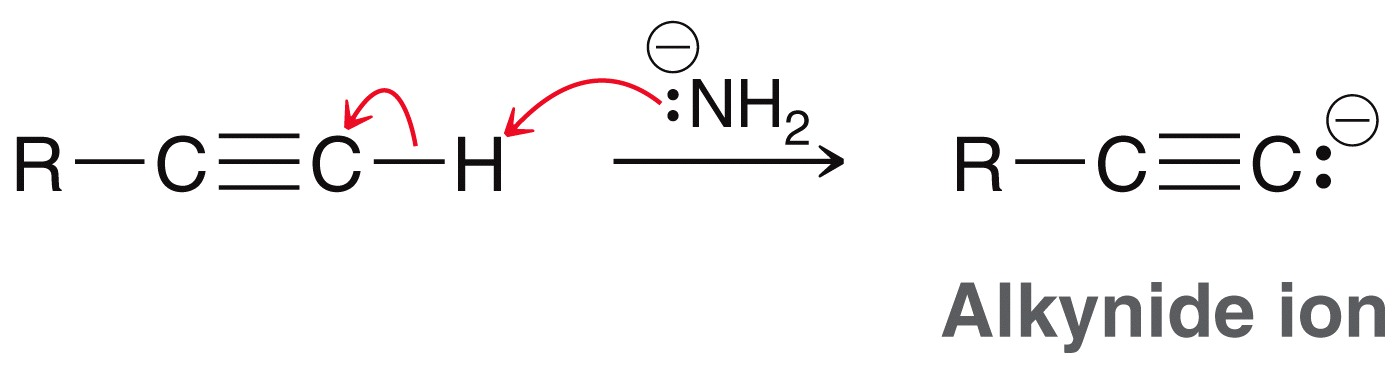 ⊖
:NH2
R—C≡C—H ⟶ R—C≡C:⊖
Alkynide ion